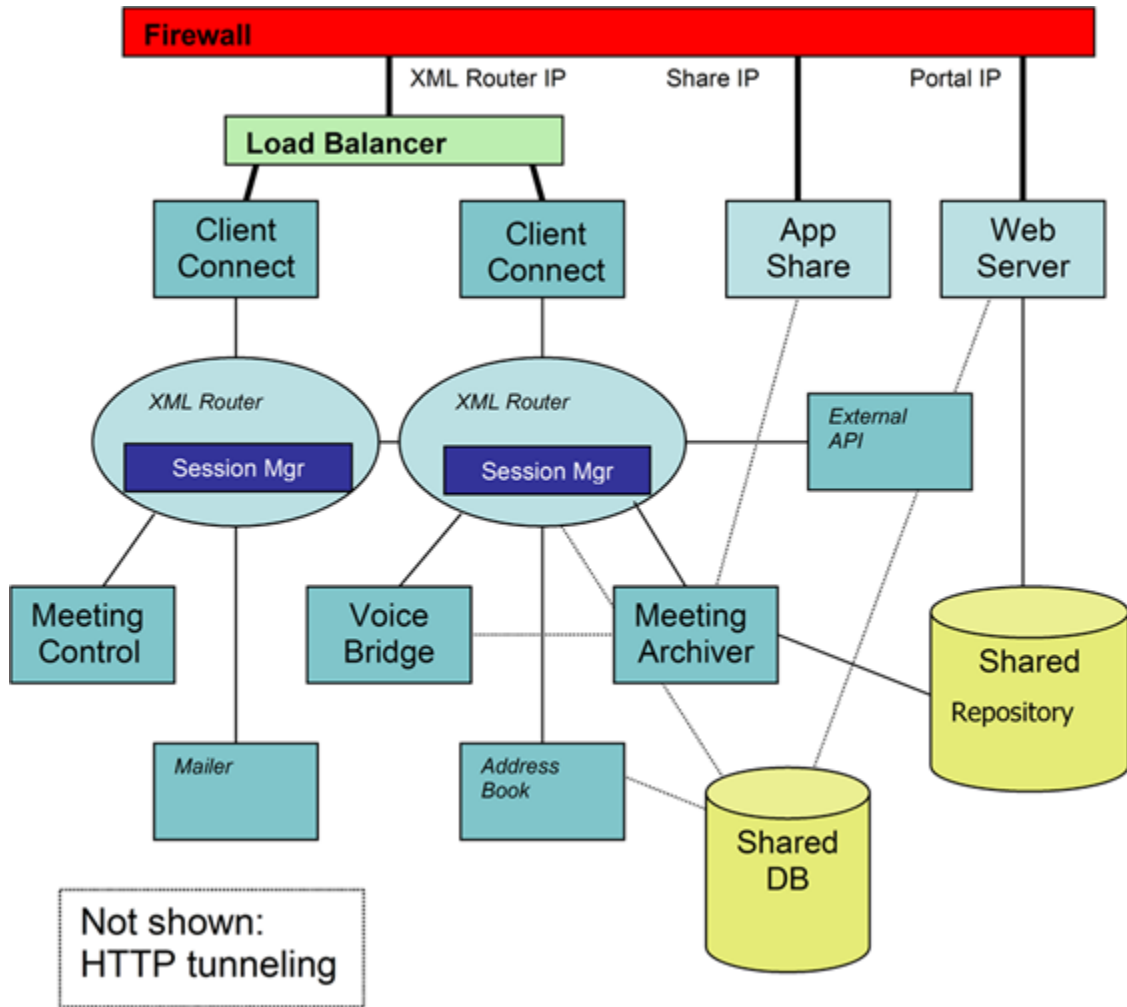 Firewall
XML Router IP
Share IP
Portal IP
Load Balancer
Client
Connect
Client
Connect
App
Share
Web
Server
XML Router
Session Mgr
XML Router
Session Mgr
External
API
Meeting
Control
Voice
Bridge
Meeting
Archiver
Shared
Repository
Mailer
Address
Book
Shared
DB
Not shown:
HTTP tunneling